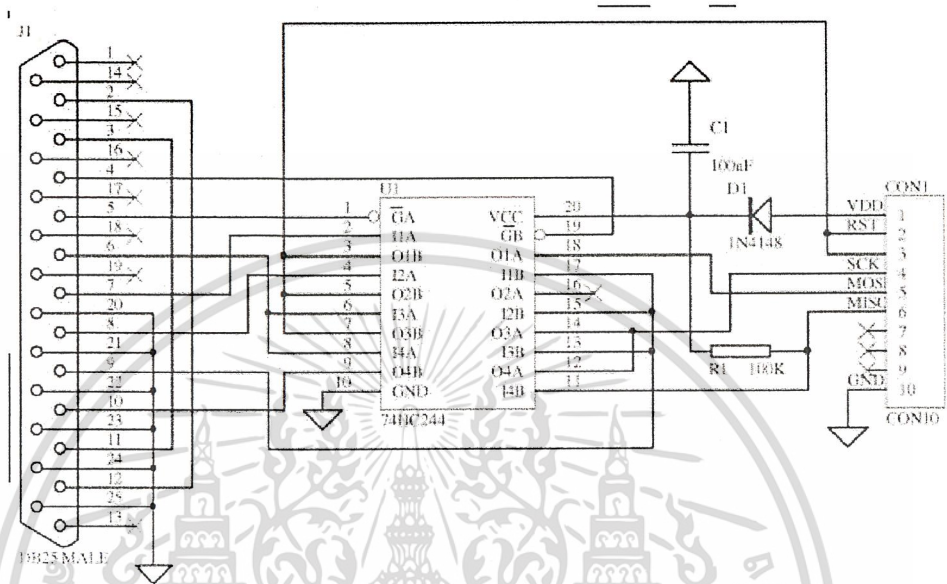 J1
1
14
2
15
3
16
4
17
5
18
6
19
7
20
8
21
9
22
10
23
11
24
12
25
13
DB25 MALE
U1
1 GA VCC 20
2 I1A GB 19
3 O1B O1A 18
4 I2A I1B 17
5 O2B O2A 16
6 I3A I2B 15
7 O3B O3A 14
8 I4A I3B 13
9 O4B O4A 12
10 GND I4B 11
74HC244
C1
100nF
D1
1N4148
R1 100K
CON1
VDD 1
RST 2
3
SCK 4
MOSI 5
MISO 6
7
8
9
GND 10
CON10